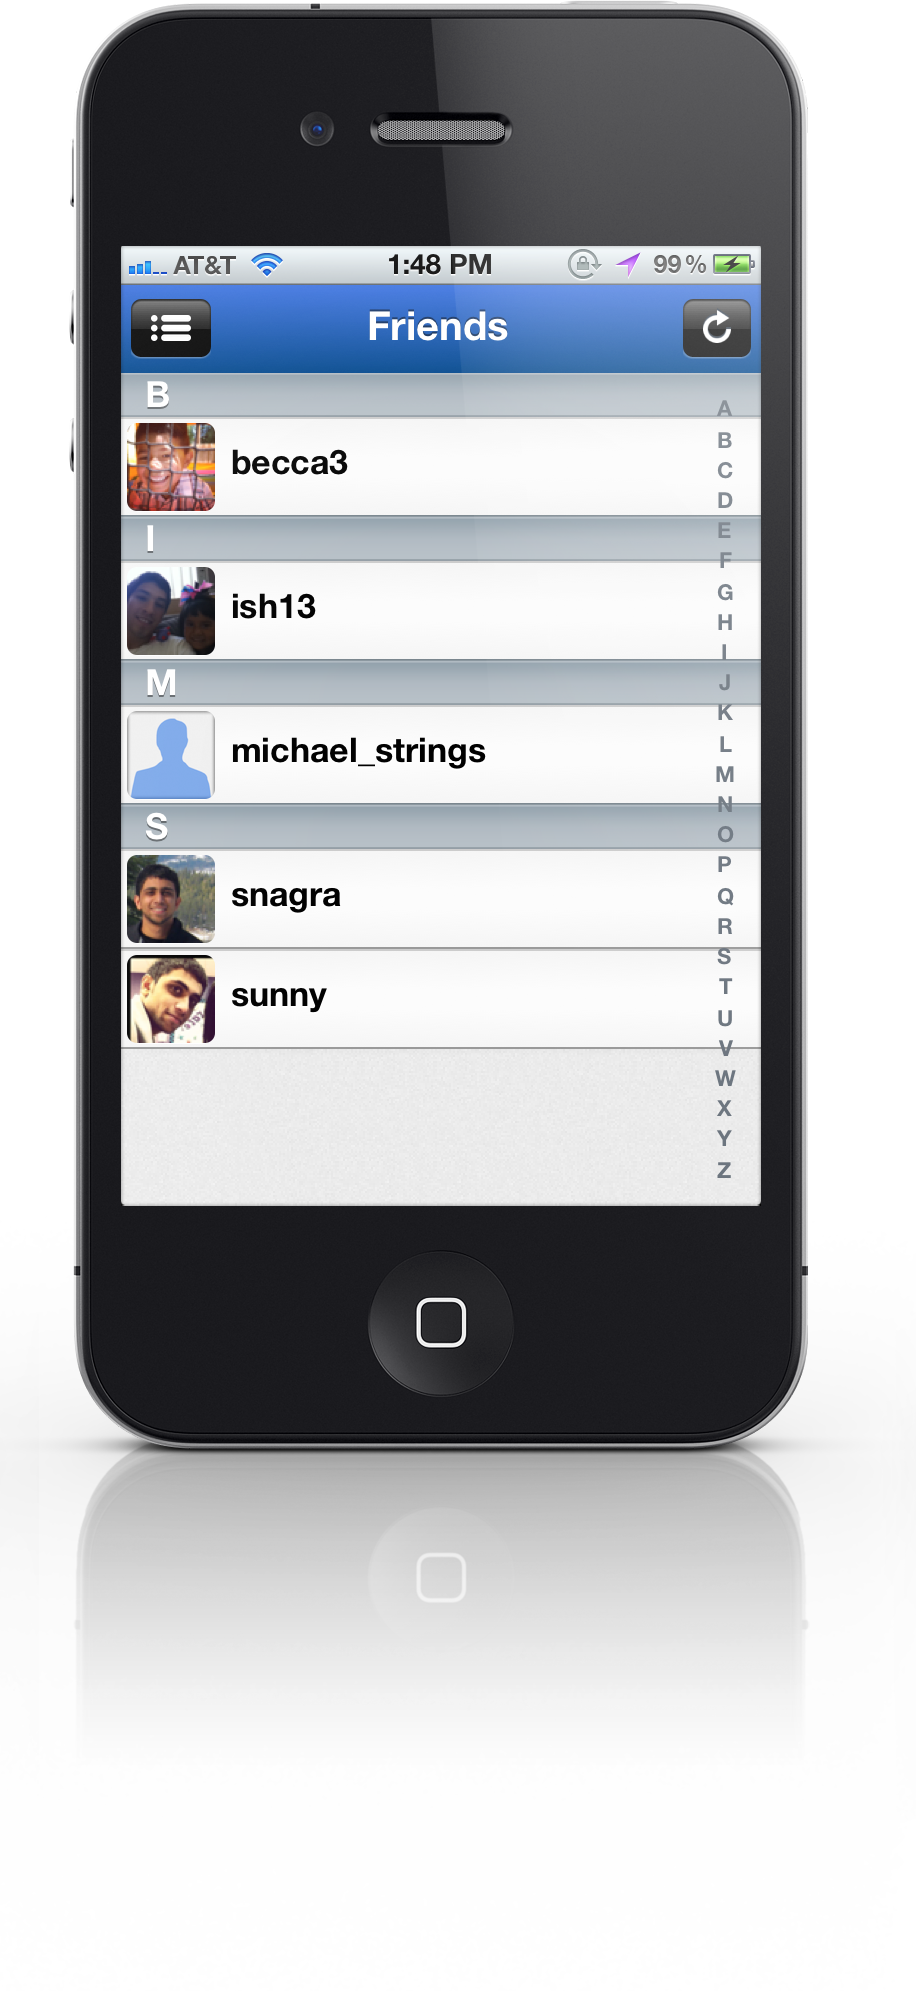 AT&T 1:48 PM 99%
Friends
B
becca3
I
ish13
M
michael_strings
S
snagra
sunny
A
B
C
D
E
F
G
H
I
J
K
L
M
N
O
P
Q
R
S
T
U
V
W
X
Y
Z